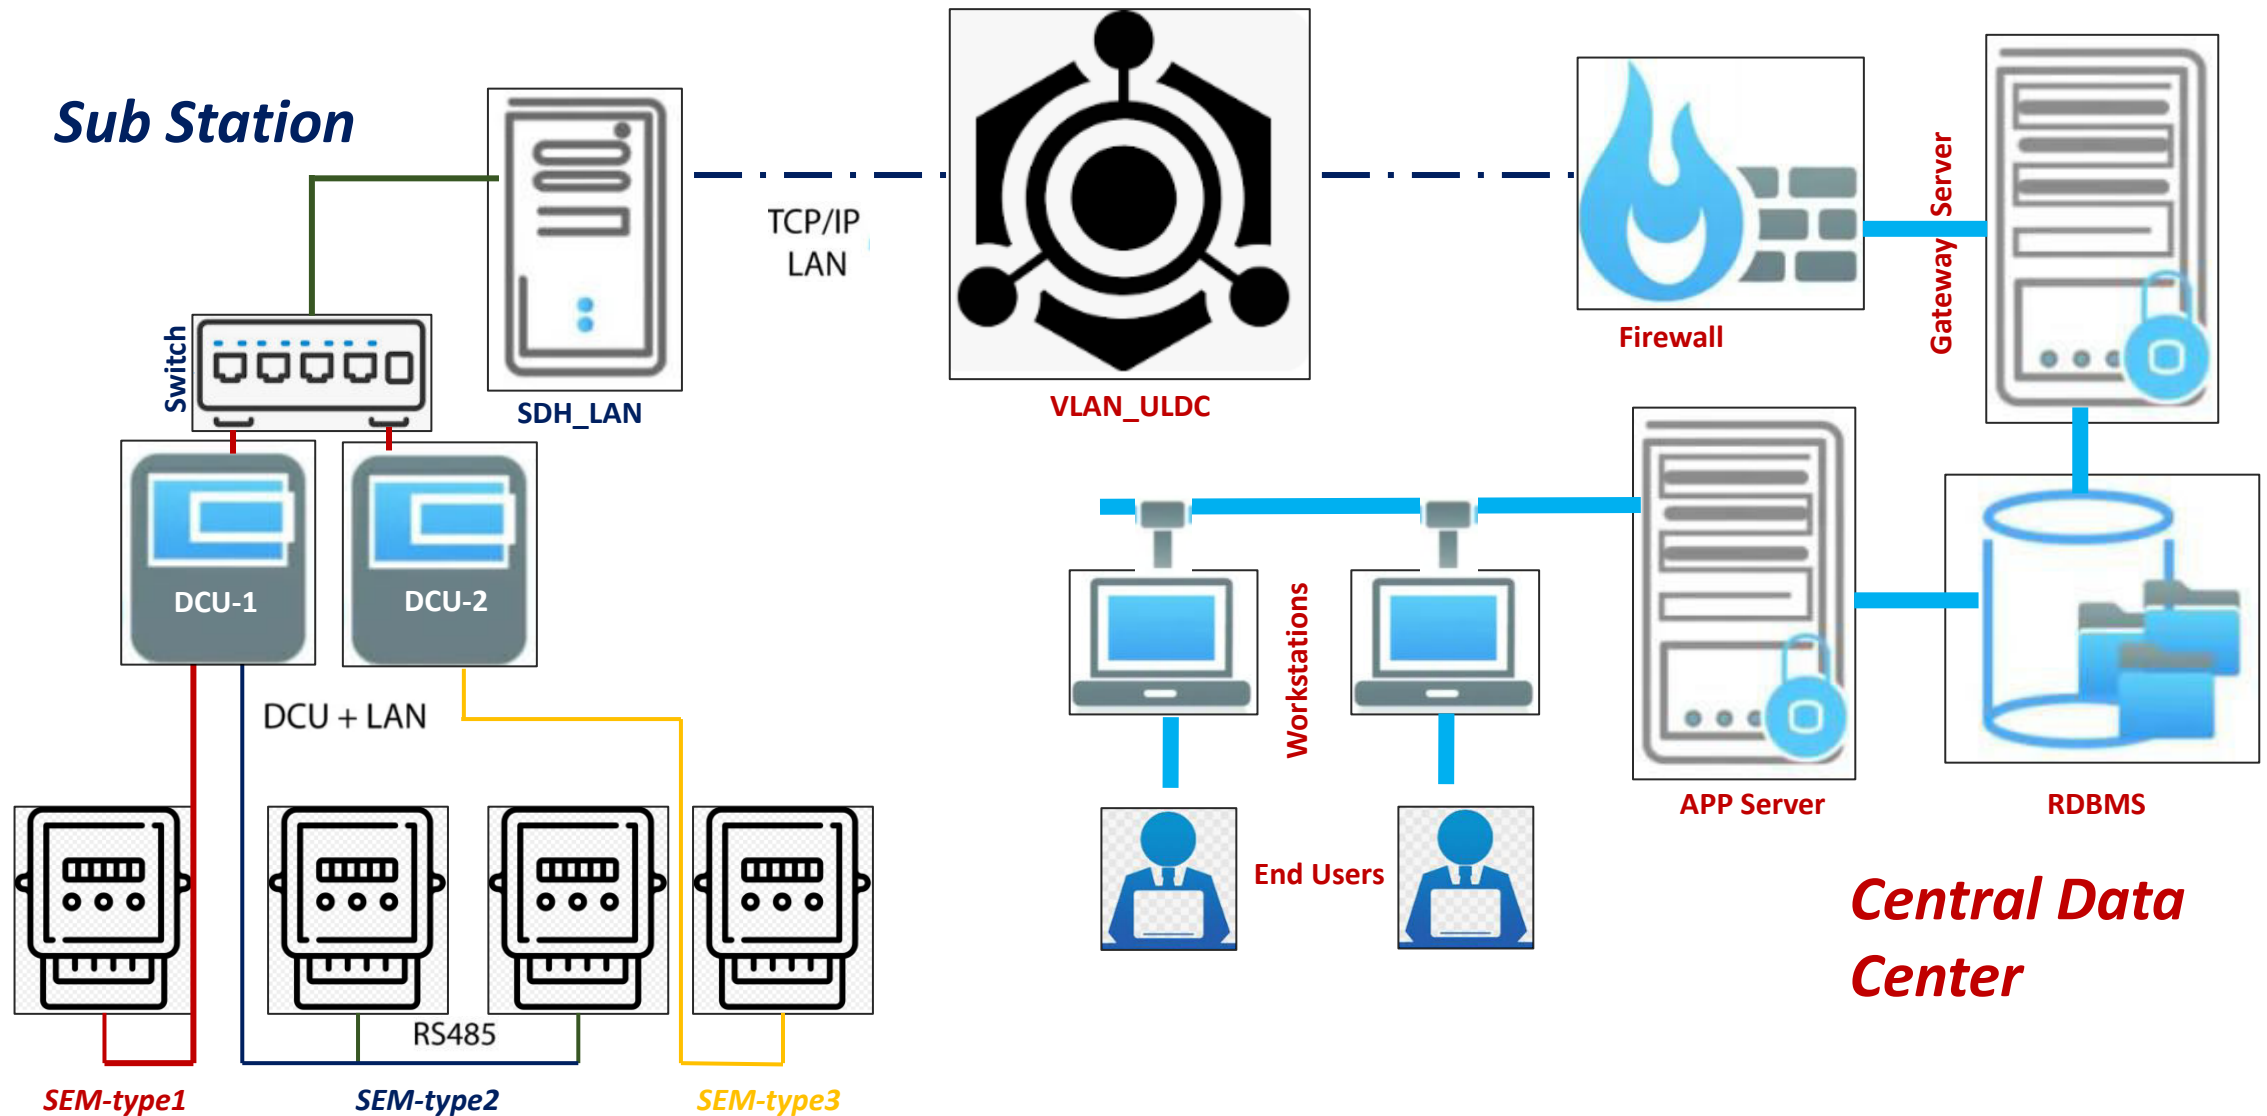 Sub Station
TCP/IP
LAN
Gateway Server
Firewall
Switch
SDH_LAN
VLAN_ULDC
DCU-1
DCU-2
Workstations
DCU + LAN
APP Server
RDBMS
End Users
Central Data
Center
RS485
SEM-type1
SEM-type2
SEM-type3